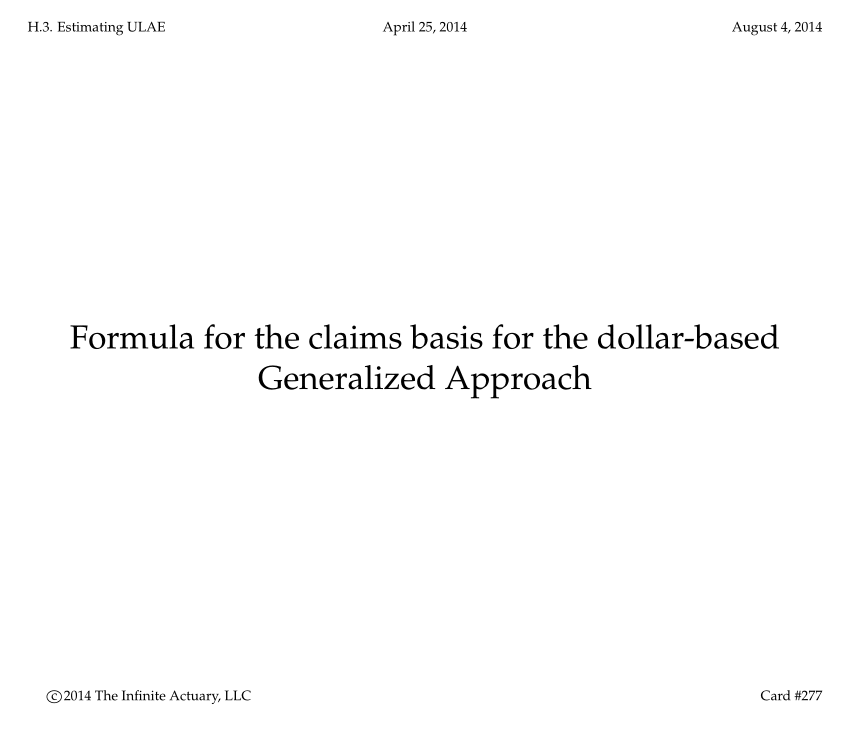 H.3. Estimating ULAE April 25, 2014 August 4, 2014
Formula for the claims basis for the dollar-based
Generalized Approach
©2014 The Infinite Actuary, LLC Card #277